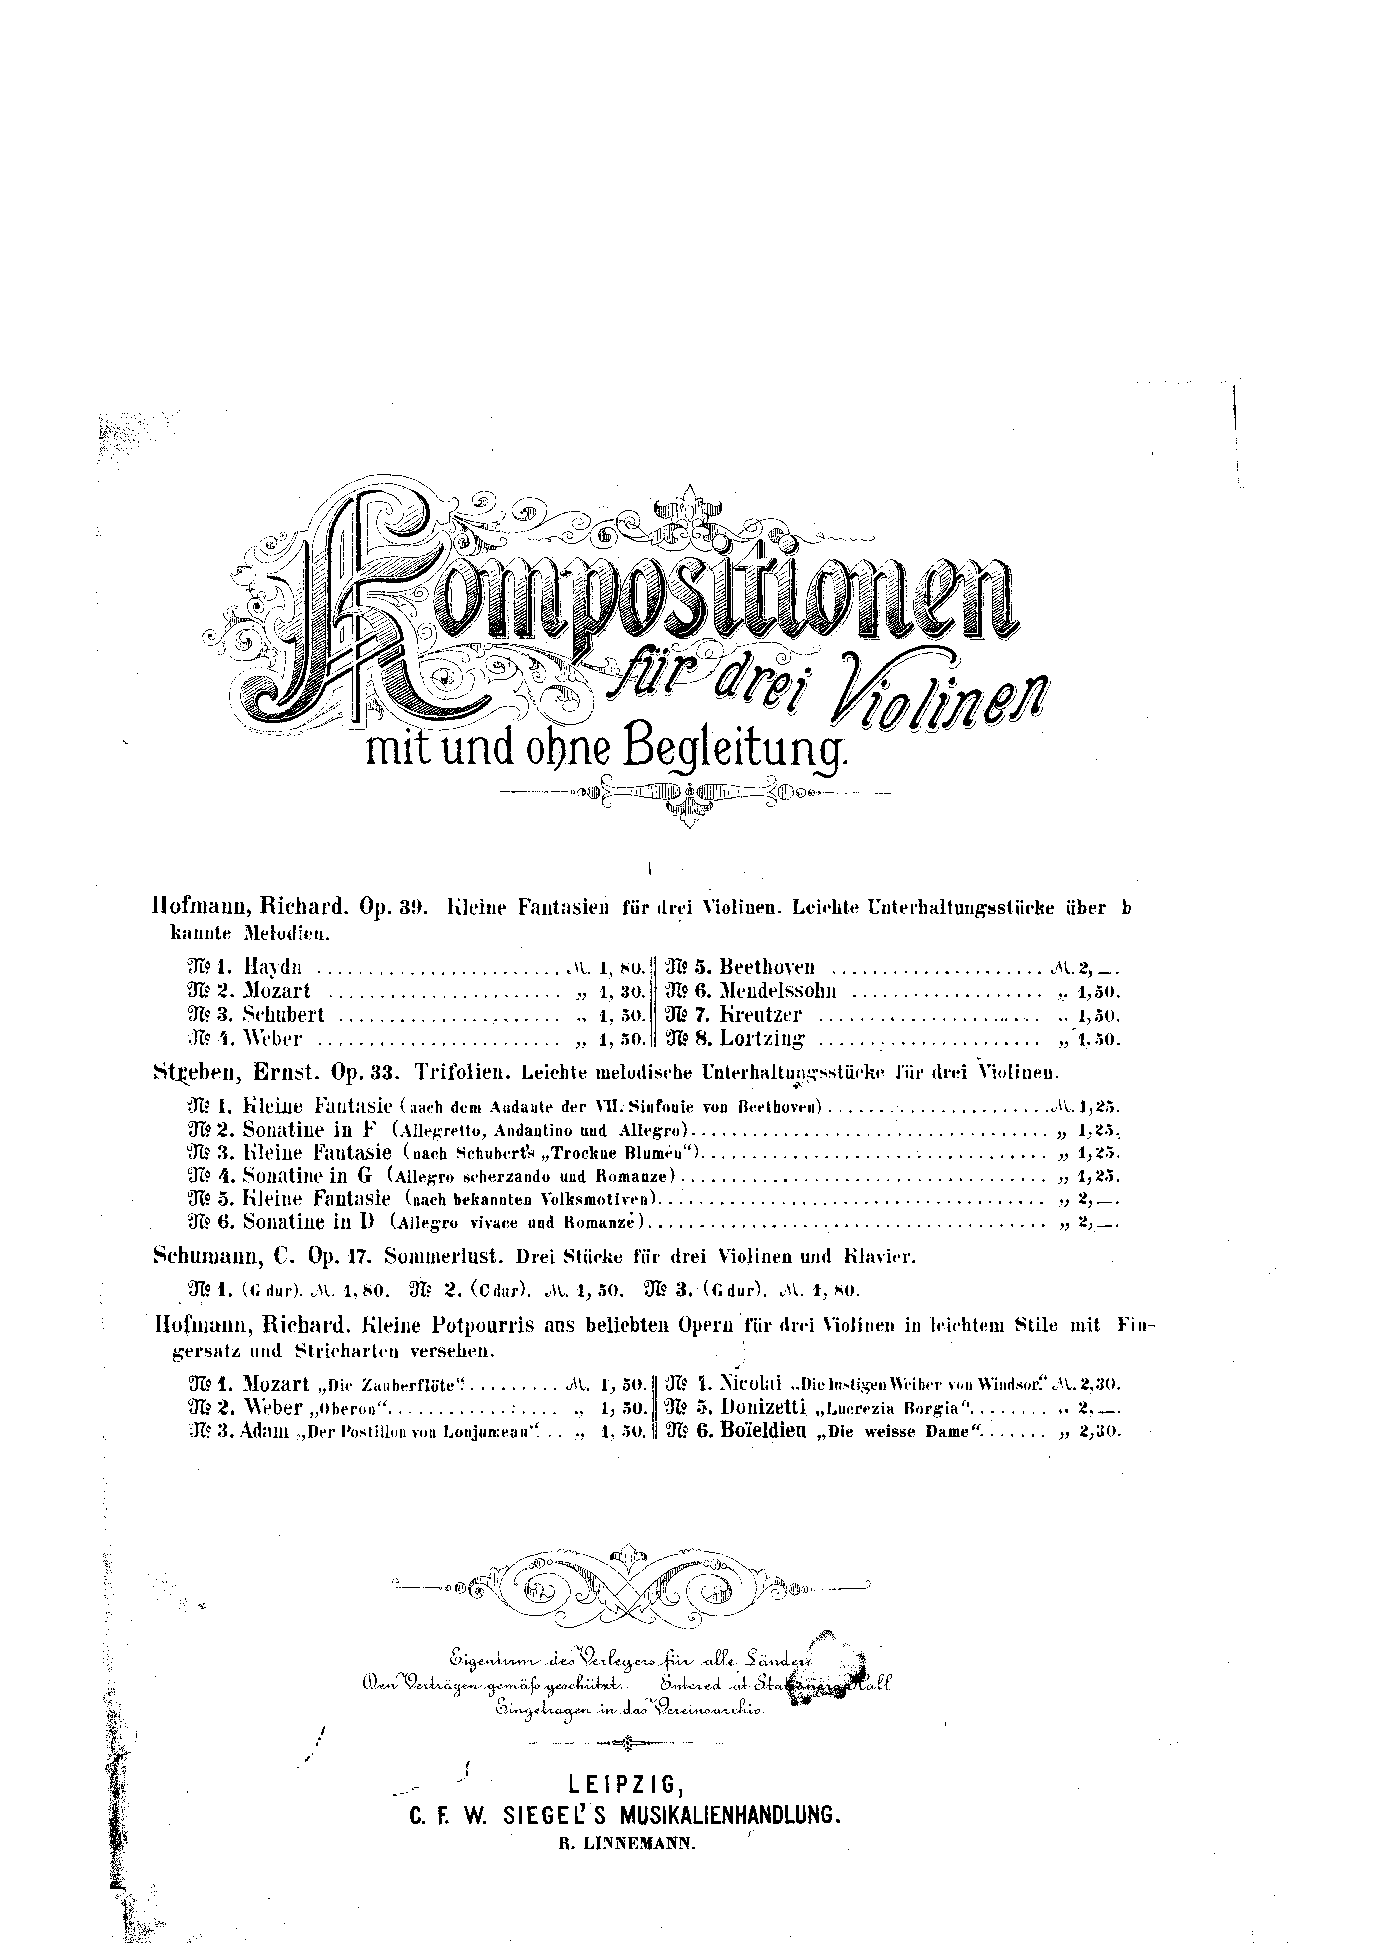 Kompositionen
für drei Violinen
mit und ohne Begleitung.
Hofmann, Richard. Op. 39. Kleine Fantasien für drei Violinen. Leichte Unterhaltungsstücke über b
kannte Melodien.
№ 1. Haydn ........................ M. 1, 80. № 5. Beethoven ..................... M. 2,—.
№ 2. Mozart ....................... „ 1, 30. № 6. Mendelssohn ................... „ 1,50.
№ 3. Schubert ...................... „ 1, 50. № 7. Kreutzer ...................... „ 1,50.
№ 4. Weber ........................ „ 1, 50. № 8. Lortzing ...................... „ 1,50.
Streben, Ernst. Op. 33. Trifolien. Leichte melodische Unterhaltungsstücke für drei Violinen.
№ 1. Kleine Fantasie (nach dem Andante der VII. Sinfonie von Beethoven) ...................... M. 1,25.
№ 2. Sonatine in F (Allegretto, Andantino und Allegro) .................................... „ 1,25.
№ 3. Kleine Fantasie (nach Schubert's „Trockne Blumen“) ................................... „ 1,25.
№ 4. Sonatine in G (Allegro scherzando und Romanze) ..................................... „ 1,25.
№ 5. Kleine Fantasie (nach bekannten Volksmotiven) ....................................... „ 2,—.
№ 6. Sonatine in D (Allegro vivace und Romanze) ........................................ „ 2,—.
Schumann, C. Op. 17. Sommerlust. Drei Stücke für drei Violinen und Klavier.
№ 1. (G dur). M. 1, 80. № 2. (C dur). M. 1, 50. № 3. (G dur). M. 1, 80.
Hofmann, Richard. Kleine Potpourris aus beliebten Opern für drei Violinen in leichtem Stile mit Fin-
gersatz und Stricharten versehen.
№ 1. Mozart „Die Zauberflöte“ ......... M. 1, 50. № 4. Nicolai „Die lustigen Weiber von Windsor“ M. 2,30.
№ 2. Weber „Oberon“ ................. „ 1, 50. № 5. Donizetti „Lucrezia Borgia“ ........ „ 2,—.
№ 3. Adam „Der Postillon von Lonjumeau“ ... „ 1, 50. № 6. Boïeldieu „Die weisse Dame“ ....... „ 2,30.
Eigentum des Verlegers für alle Länder
Den Verträgen gemäß geschützt. Entered at Stationers Hall
Eingetragen in das Vereinsarchiv.
LEIPZIG,
C. F. W. SIEGEL'S MUSIKALIENHANDLUNG.
R. LINNEMANN.